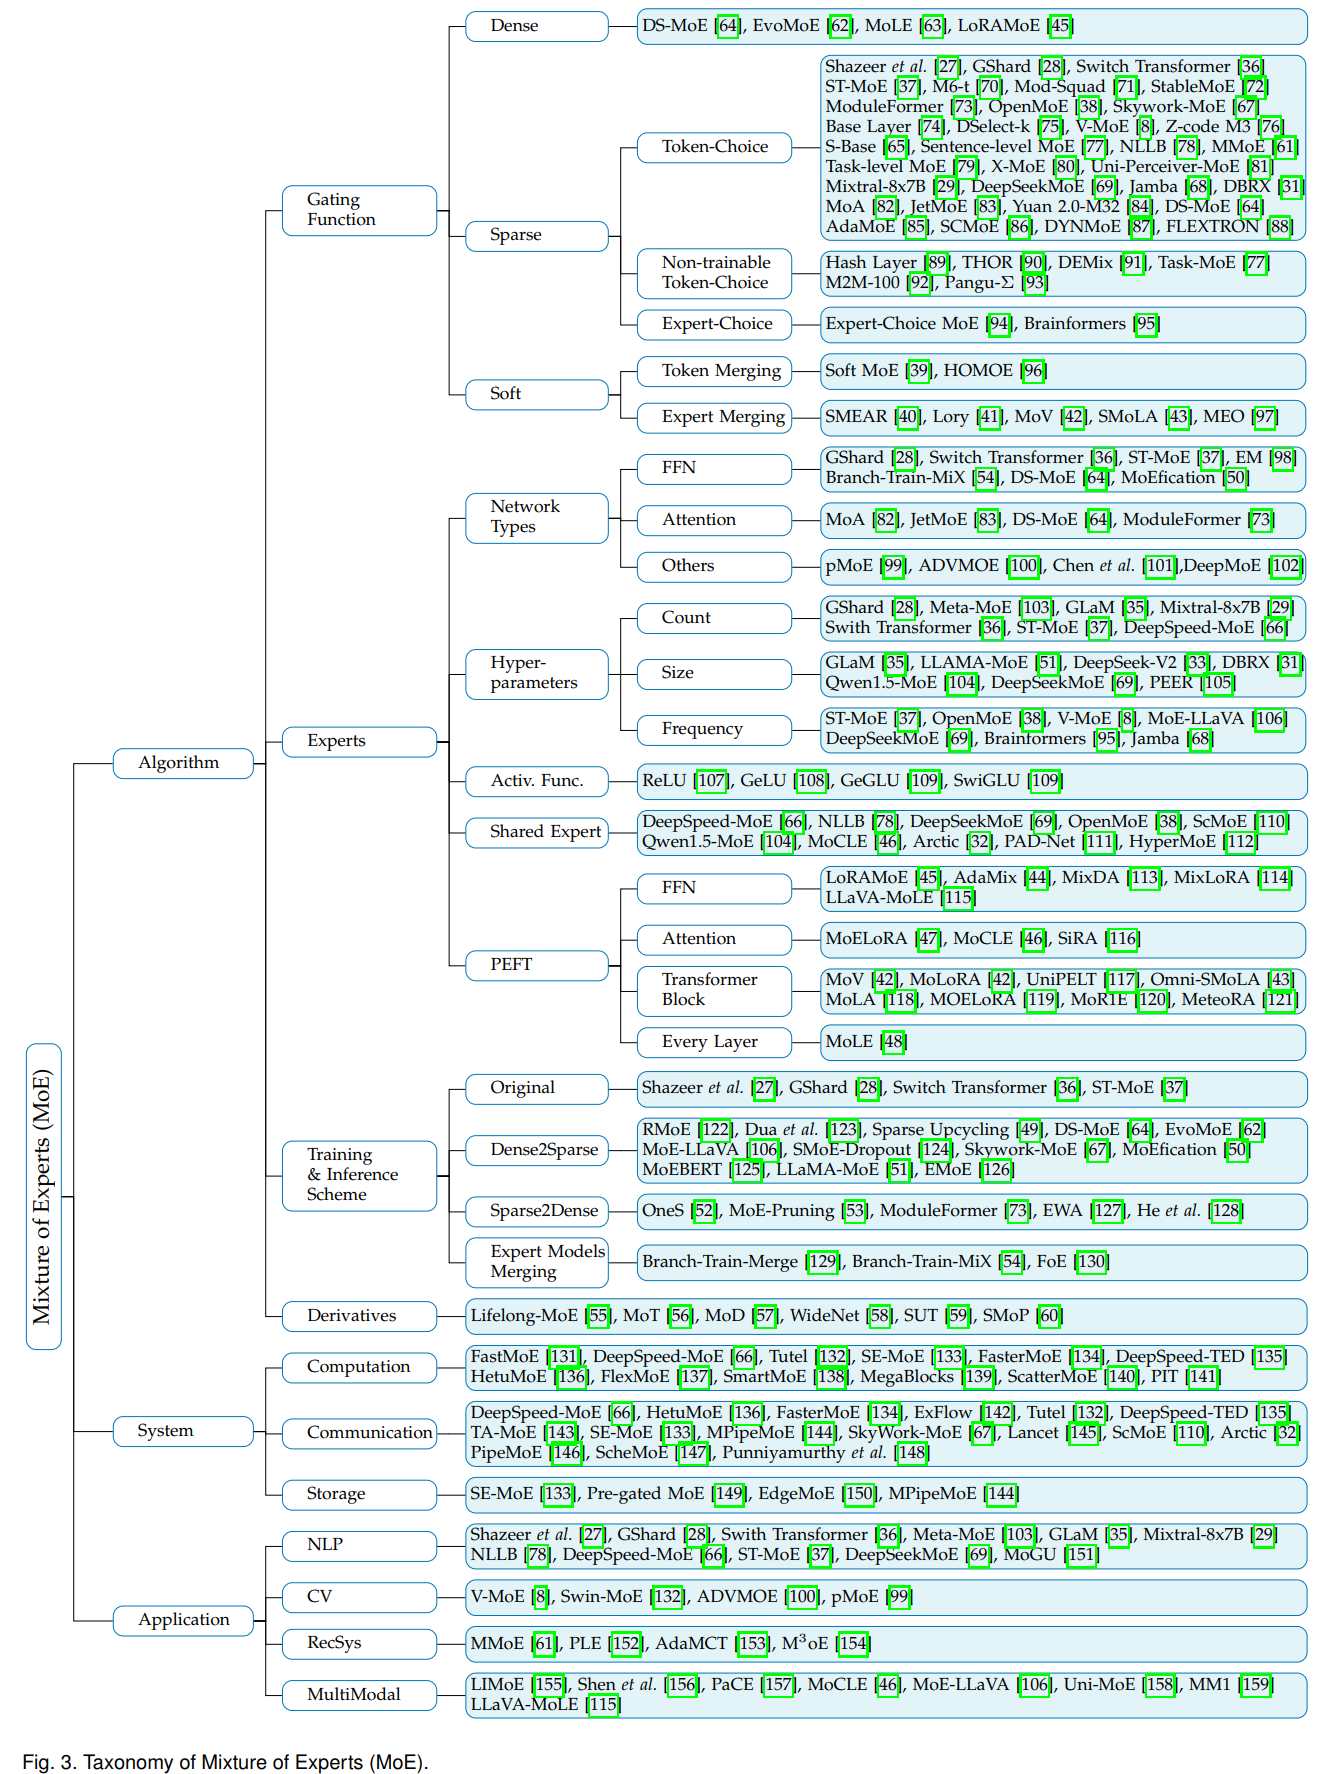 Mixture of Experts (MoE)
Algorithm
Gating
Function
Dense
DS-MoE [64], EvoMoE [62], MoLE [63], LoRAMoE [45]
Sparse
Token-Choice
Shazeer et al. [27], GShard [28], Switch Transformer [36]
ST-MoE [37], M6-t [70], Mod-Squad [71], StableMoE [72]
ModuleFormer [73], OpenMoE [38], Skywork-MoE [67]
Base Layer [74], DSelect-k [75], V-MoE [8], Z-code M3 [76]
S-Base [65], Sentence-level MoE [77], NLLB [78], MMoE [61]
Task-level MoE [79], X-MoE [80], Uni-Perceiver-MoE [81]
Mixtral-8x7B [29], DeepSeekMoE [69], Jamba [68], DBRX [31]
MoA [82], JetMoE [83], Yuan 2.0-M32 [84], DS-MoE [64]
AdaMoE [85], SCMoE [86], DYNMoE [87], FLEXTRON [88]
Non-trainable
Token-Choice
Hash Layer [89], THOR [90], DEMix [91], Task-MoE [77]
M2M-100 [92], Pangu-Σ [93]
Expert-Choice
Expert-Choice MoE [94], Brainformers [95]
Soft
Token Merging
Soft MoE [39], HOMOE [96]
Expert Merging
SMEAR [40], Lory [41], MoV [42], SMoLA [43], MEO [97]
Experts
Network
Types
FFN
GShard [28], Switch Transformer [36], ST-MoE [37], EM [98]
Branch-Train-MiX [54], DS-MoE [64], MoEfication [50]
Attention
MoA [82], JetMoE [83], DS-MoE [64], ModuleFormer [73]
Others
pMoE [99], ADVMOE [100], Chen et al. [101],DeepMoE [102]
Hyper-
parameters
Count
GShard [28], Meta-MoE [103], GLaM [35], Mixtral-8x7B [29]
Swith Transformer [36], ST-MoE [37], DeepSpeed-MoE [66]
Size
GLaM [35], LLAMA-MoE [51], DeepSeek-V2 [33], DBRX [31]
Qwen1.5-MoE [104], DeepSeekMoE [69], PEER [105]
Frequency
ST-MoE [37], OpenMoE [38], V-MoE [8], MoE-LLaVA [106]
DeepSeekMoE [69], Brainformers [95], Jamba [68]
Activ. Func.
ReLU [107], GeLU [108], GeGLU [109], SwiGLU [109]
Shared Expert
DeepSpeed-MoE [66], NLLB [78], DeepSeekMoE [69], OpenMoE [38], ScMoE [110]
Qwen1.5-MoE [104], MoCLE [46], Arctic [32], PAD-Net [111], HyperMoE [112]
PEFT
FFN
LoRAMoE [45], AdaMix [44], MixDA [113], MixLoRA [114]
LLaVA-MoLE [115]
Attention
MoELoRA [47], MoCLE [46], SiRA [116]
Transformer
Block
MoV [42], MoLoRA [42], UniPELT [117], Omni-SMoLA [43]
MoLA [118], MOELoRA [119], MoRIE [120], MeteoRA [121]
Every Layer
MoLE [48]
Training
& Inference
Scheme
Original
Shazeer et al. [27], GShard [28], Switch Transformer [36], ST-MoE [37]
Dense2Sparse
RMoE [122], Dua et al. [123], Sparse Upcycling [49], DS-MoE [64], EvoMoE [62]
MoE-LLaVA [106], SMoE-Dropout [124], Skywork-MoE [67], MoEfication [50]
MoEBERT [125], LLaMA-MoE [51], EMoE [126]
Sparse2Dense
OneS [52], MoE-Pruning [53], ModuleFormer [73], EWA [127], He et al. [128]
Expert Models
Merging
Branch-Train-Merge [129], Branch-Train-MiX [54], FoE [130]
Derivatives
Lifelong-MoE [55], MoT [56], MoD [57], WideNet [58], SUT [59], SMoP [60]
System
Computation
FastMoE [131], DeepSpeed-MoE [66], Tutel [132], SE-MoE [133], FasterMoE [134], DeepSpeed-TED [135]
HetuMoE [136], FlexMoE [137], SmartMoE [138], MegaBlocks [139], ScatterMoE [140], PIT [141]
Communication
DeepSpeed-MoE [66], HetuMoE [136], FasterMoE [134], ExFlow [142], Tutel [132], DeepSpeed-TED [135]
TA-MoE [143], SE-MoE [133], MPipeMoE [144], SkyWork-MoE [67], Lancet [145], ScMoE [110], Arctic [32]
PipeMoE [146], ScheMoE [147], Punniyamurthy et al. [148]
Storage
SE-MoE [133], Pre-gated MoE [149], EdgeMoE [150], MPipeMoE [144]
Application
NLP
Shazeer et al. [27], GShard [28], Swith Transformer [36], Meta-MoE [103], GLaM [35], Mixtral-8x7B [29]
NLLB [78], DeepSpeed-MoE [66], ST-MoE [37], DeepSeekMoE [69], MoGU [151]
CV
V-MoE [8], Swin-MoE [132], ADVMOE [100], pMoE [99]
RecSys
MMoE [61], PLE [152], AdaMCT [153], M³oE [154]
MultiModal
LIMoE [155], Shen et al. [156], PaCE [157], MoCLE [46], MoE-LLaVA [106], Uni-MoE [158], MM1 [159]
LLaVA-MoLE [115]
Fig. 3. Taxonomy of Mixture of Experts (MoE).